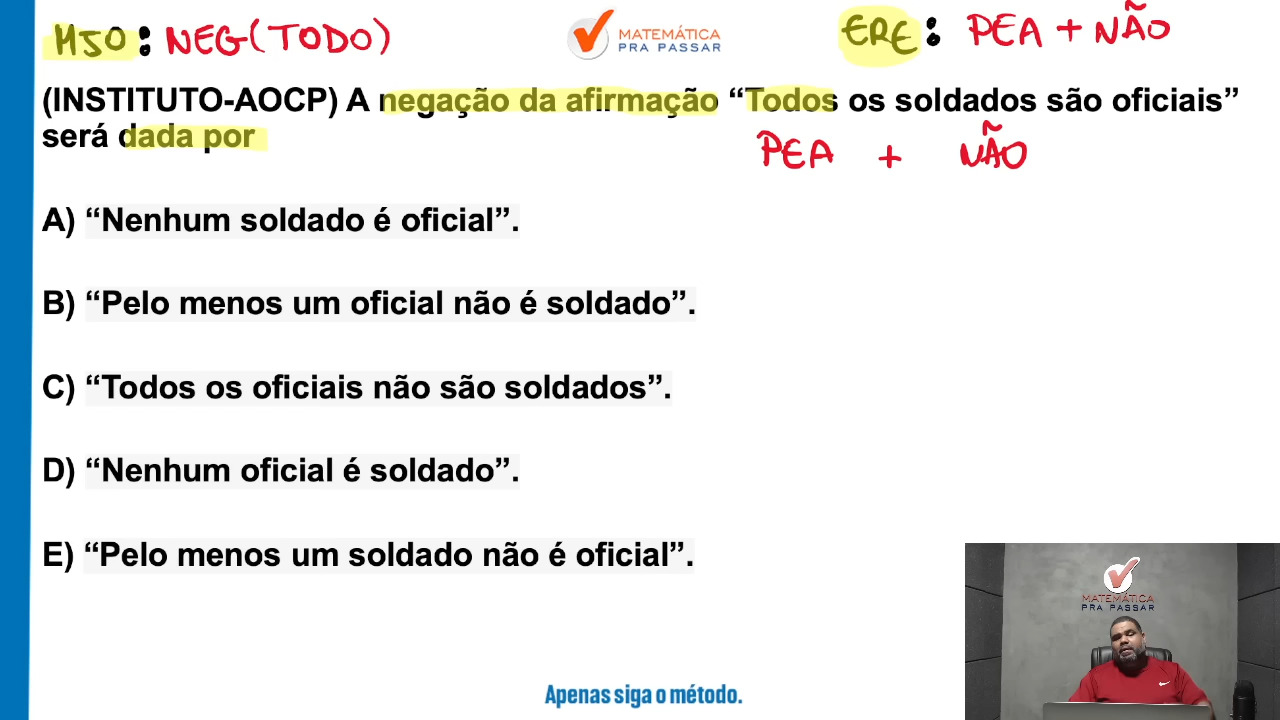 MJO: NEG(TODO)
MATEMÁTICA
PRA PASSAR
ERE: PEA + NÃO
(INSTITUTO-AOCP) A negação da afirmação “Todos os soldados são oficiais”
será dada por
PEA + NÃO
A) “Nenhum soldado é oficial”.
B) “Pelo menos um oficial não é soldado”.
C) “Todos os oficiais não são soldados”.
D) “Nenhum oficial é soldado”.
E) “Pelo menos um soldado não é oficial”.
MATEMÁTICA
PRA PASSAR
Apenas siga o método.